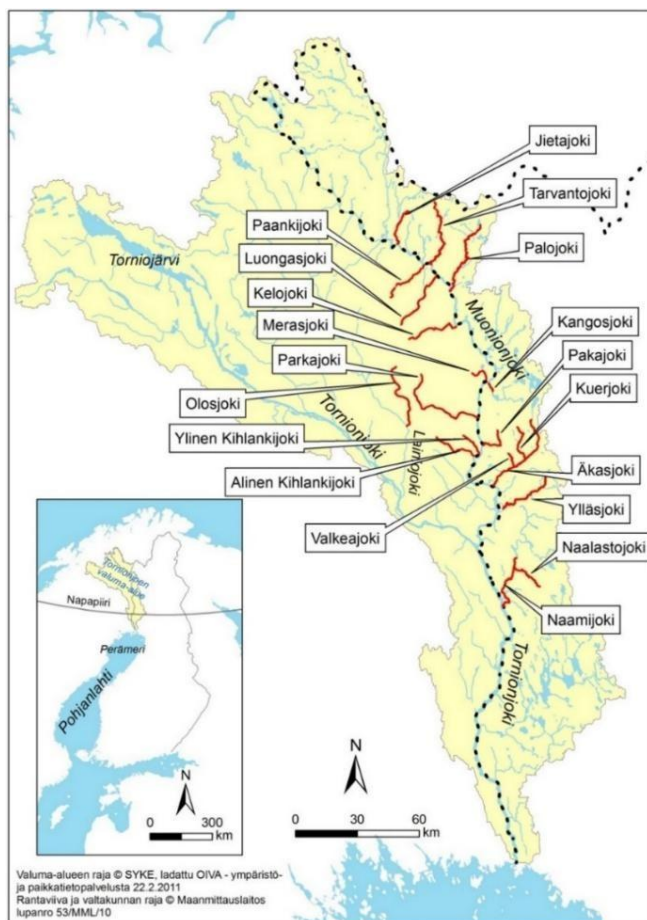 Jietajoki
Tarvantojoki
Palojoki
Paankijoki
Luongasjoki
Kelojoki
Merasjoki
Parkajoki
Olosjoki
Ylinen Kihlankijoki
Alinen Kihlankijoki
Kangosjoki
Pakajoki
Kuerjoki
Äkasjoki
Ylläsjoki
Valkeajoki
Naalastojoki
Naamijoki
Torniojärvi
Muonionjoki
Tornionjoki
Lainiojoki
Tornionjoki
Tornionjoen
valuma-alue
Napapiiri
Perämeri
Pohjanlahti
N
0 300
km
N
0 30 60
km
Valuma-alueen raja © SYKE, ladattu OIVA - ympäristö-
ja paikkatietopalvelusta 22.2.2011
Rantaviiva ja valtakunnan raja © Maanmittauslaitos
lupanro 53/MML/10